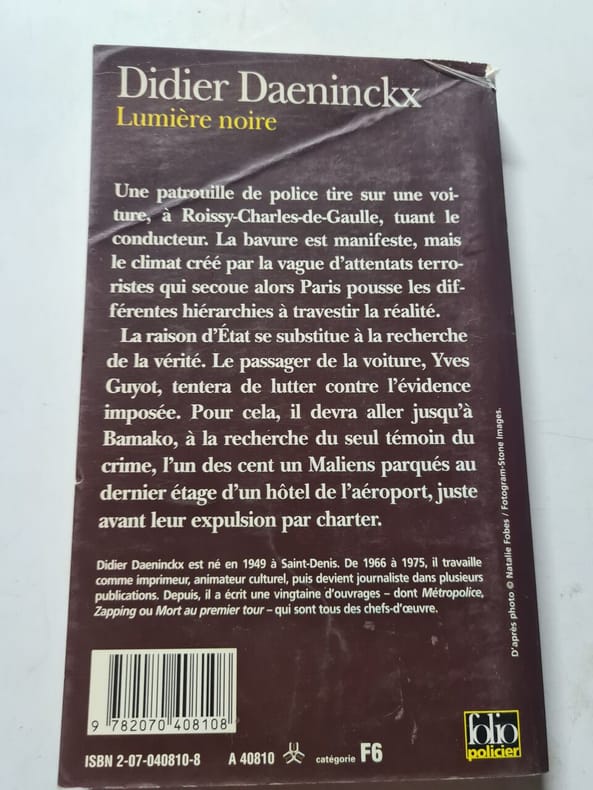 Didier Daeninckx
Lumière noire
Une patrouille de police tire sur une voi-
ture, à Roissy-Charles-de-Gaulle, tuant le
conducteur. La bavure est manifeste, mais
le climat créé par la vague d'attentats terro-
ristes qui secoue alors Paris pousse les dif-
férentes hiérarchies à travestir la réalité.
La raison d'État se substitue à la recherche
de la vérité. Le passager de la voiture, Yves
Guyot, tentera de lutter contre l'évidence
imposée. Pour cela, il devra aller jusqu'à
Bamako, à la recherche du seul témoin du
crime, l'un des cent un Maliens parqués au
dernier étage d'un hôtel de l'aéroport, juste
avant leur expulsion par charter.
Didier Daeninckx est né en 1949 à Saint-Denis. De 1966 à 1975, il travaille
comme imprimeur, animateur culturel, puis devient journaliste dans plusieurs
publications. Depuis, il a écrit une vingtaine d'ouvrages – dont Métropolice,
Zapping ou Mort au premier tour – qui sont tous des chefs-d'œuvre.
D'après photo © Natalie Fobes / Fotogram-Stone Images.
9 782070 408108
ISBN 2-07-040810-8 A 40810 catégorie F6
folio
policier